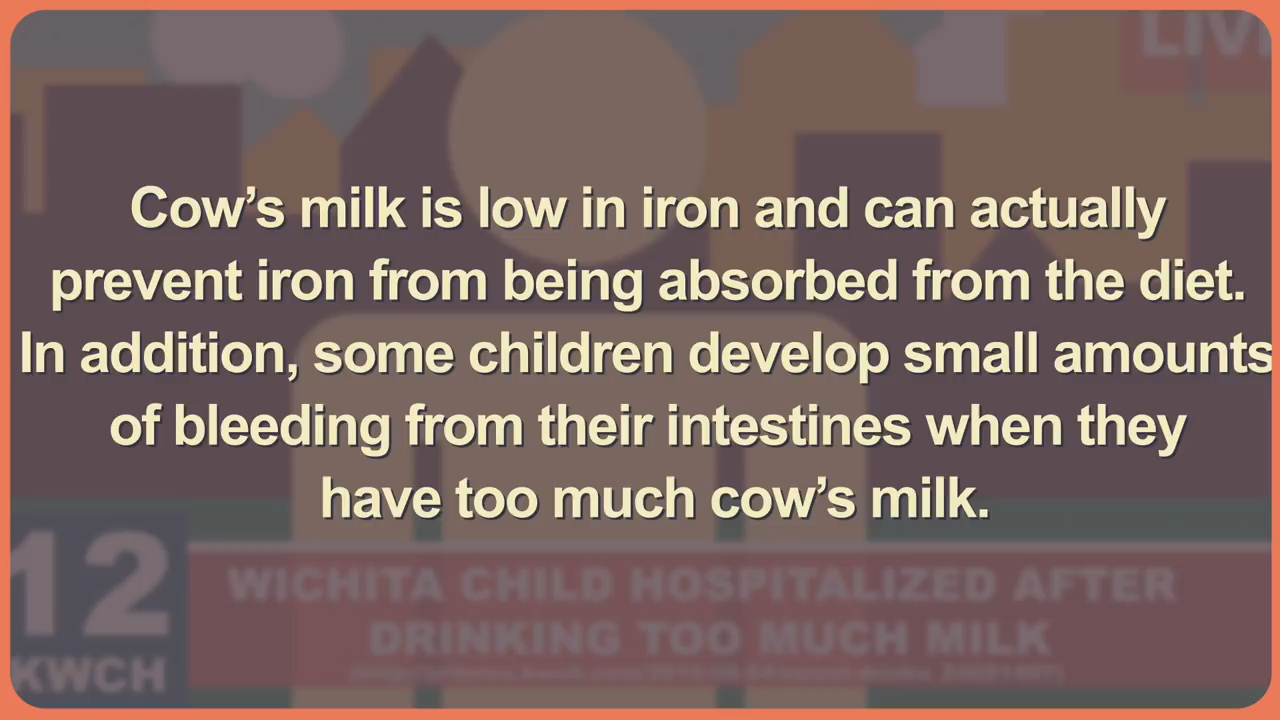 LIV
Cow’s milk is low in iron and can actually
prevent iron from being absorbed from the diet.
In addition, some children develop small amounts
of bleeding from their intestines when they
have too much cow’s milk.
12
KWCH
WICHITA CHILD HOSPITALIZED AFTER
DRINKING TOO MUCH MILK